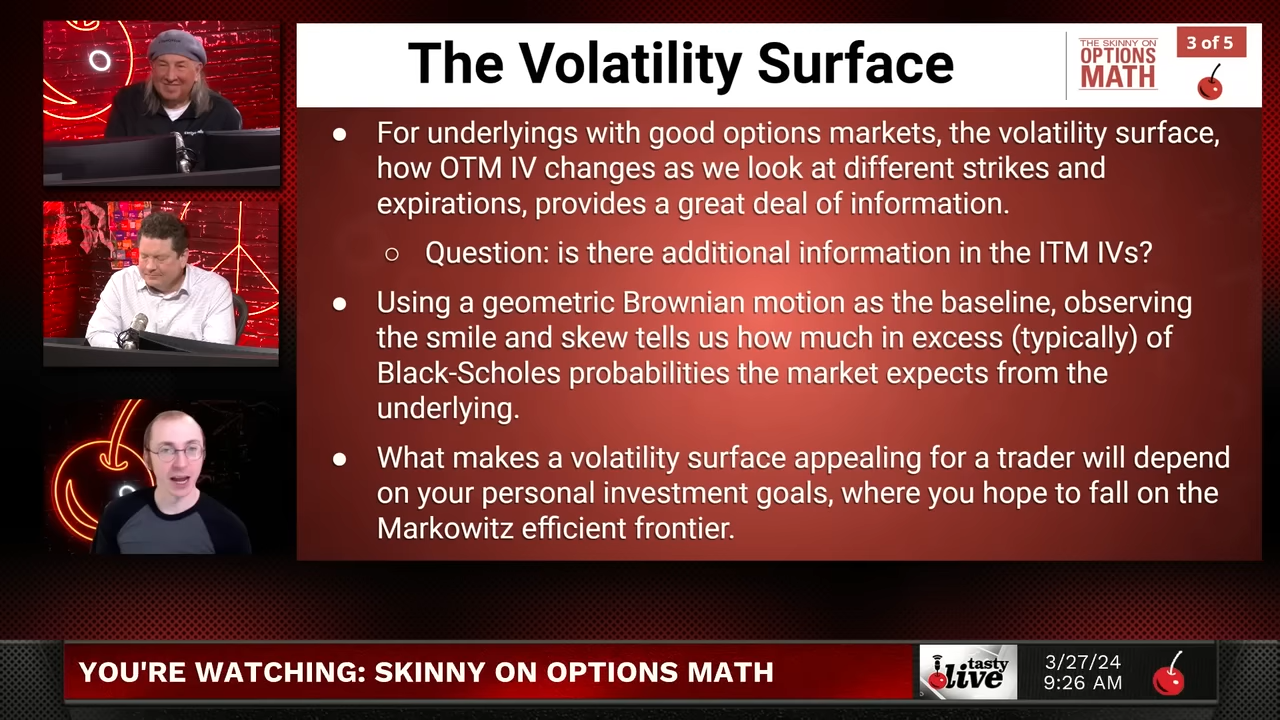 The Volatility Surface
THE SKINNY ON
OPTIONS
MATH
3 of 5
● For underlyings with good options markets, the volatility surface,
how OTM IV changes as we look at different strikes and
expirations, provides a great deal of information.
○ Question: is there additional information in the ITM IVs?
● Using a geometric Brownian motion as the baseline, observing
the smile and skew tells us how much in excess (typically) of
Black-Scholes probabilities the market expects from the
underlying.
● What makes a volatility surface appealing for a trader will depend
on your personal investment goals, where you hope to fall on the
Markowitz efficient frontier.
YOU'RE WATCHING: SKINNY ON OPTIONS MATH
tasty
live
3/27/24
9:26 AM